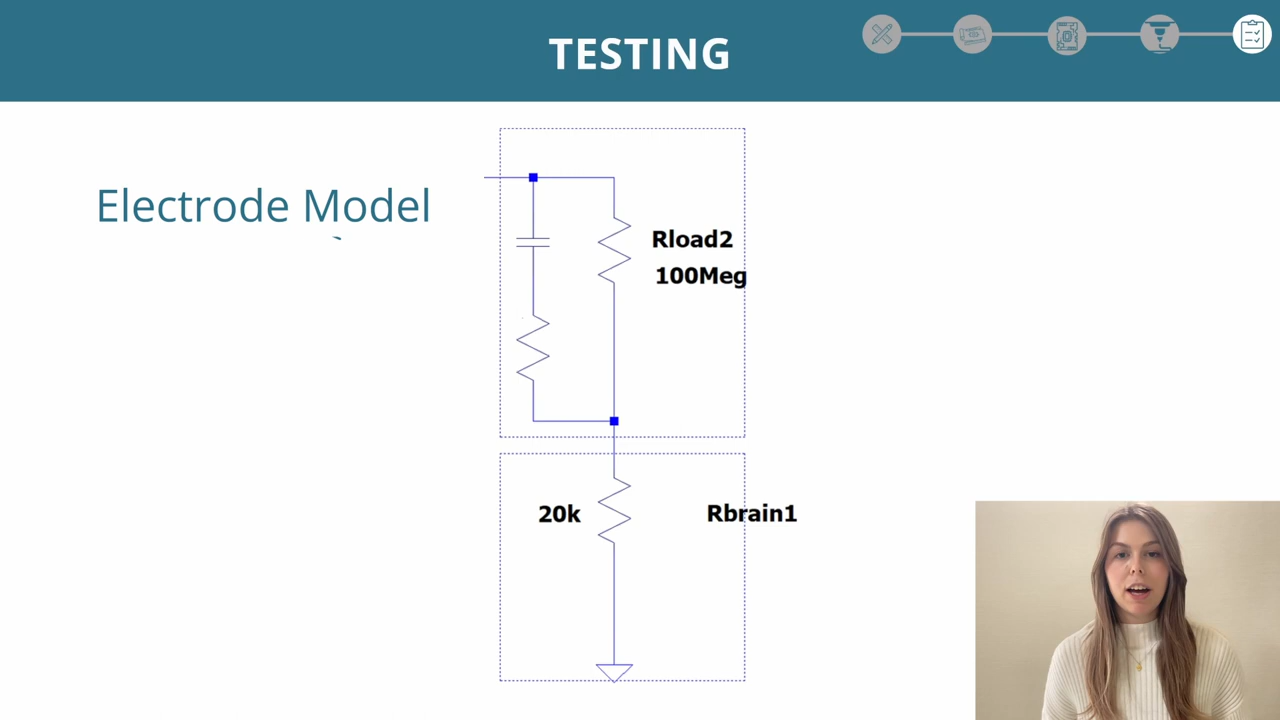 TESTING
Electrode Model
Rload2
100Meg
20k
Rbrain1